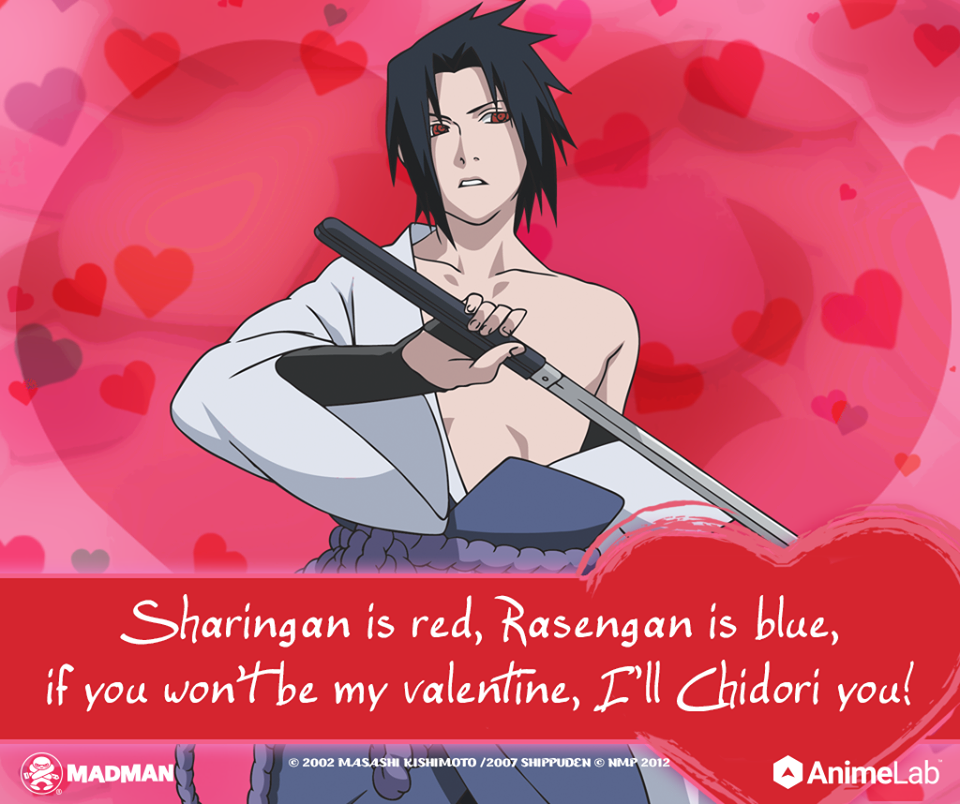 Sharingan is red, Rasengan is blue,
if you won't be my valentine, I'll Chidori you!
MADMAN®
© 2002 MASASHI KISHIMOTO /2007 SHIPPUDEN © NMP 2012
AnimeLab™